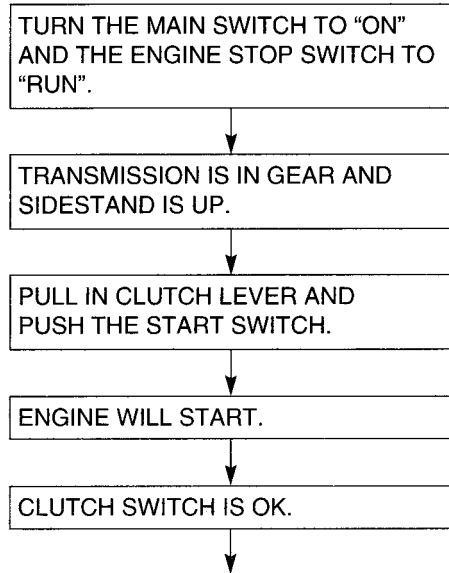 TURN THE MAIN SWITCH TO “ON”
AND THE ENGINE STOP SWITCH TO
“RUN”.
TRANSMISSION IS IN GEAR AND
SIDESTAND IS UP.
PULL IN CLUTCH LEVER AND
PUSH THE START SWITCH.
ENGINE WILL START.
CLUTCH SWITCH IS OK.